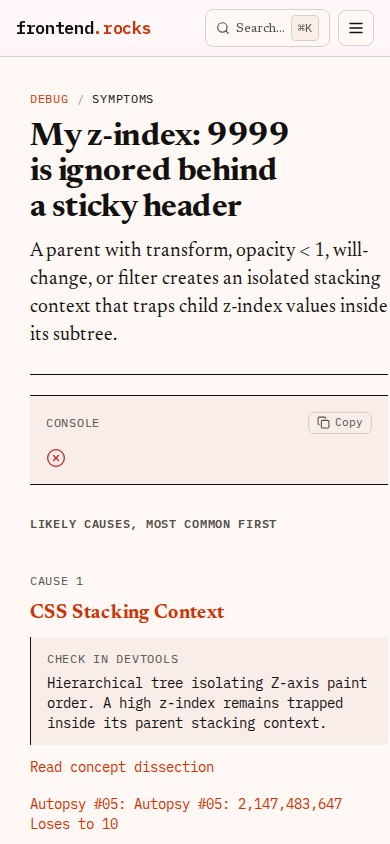 frontend.rocks
Search... ⌘K
DEBUG / SYMPTOMS
My z-index: 9999
is ignored behind
a sticky header
A parent with transform, opacity < 1, will-
change, or filter creates an isolated stacking
context that traps child z-index values inside
its subtree.
CONSOLE
Copy
LIKELY CAUSES, MOST COMMON FIRST
CAUSE 1
CSS Stacking Context
CHECK IN DEVTOOLS
Hierarchical tree isolating Z-axis paint
order. A high z-index remains trapped
inside its parent stacking context.
Read concept dissection
Autopsy #05: Autopsy #05: 2,147,483,647
Loses to 10